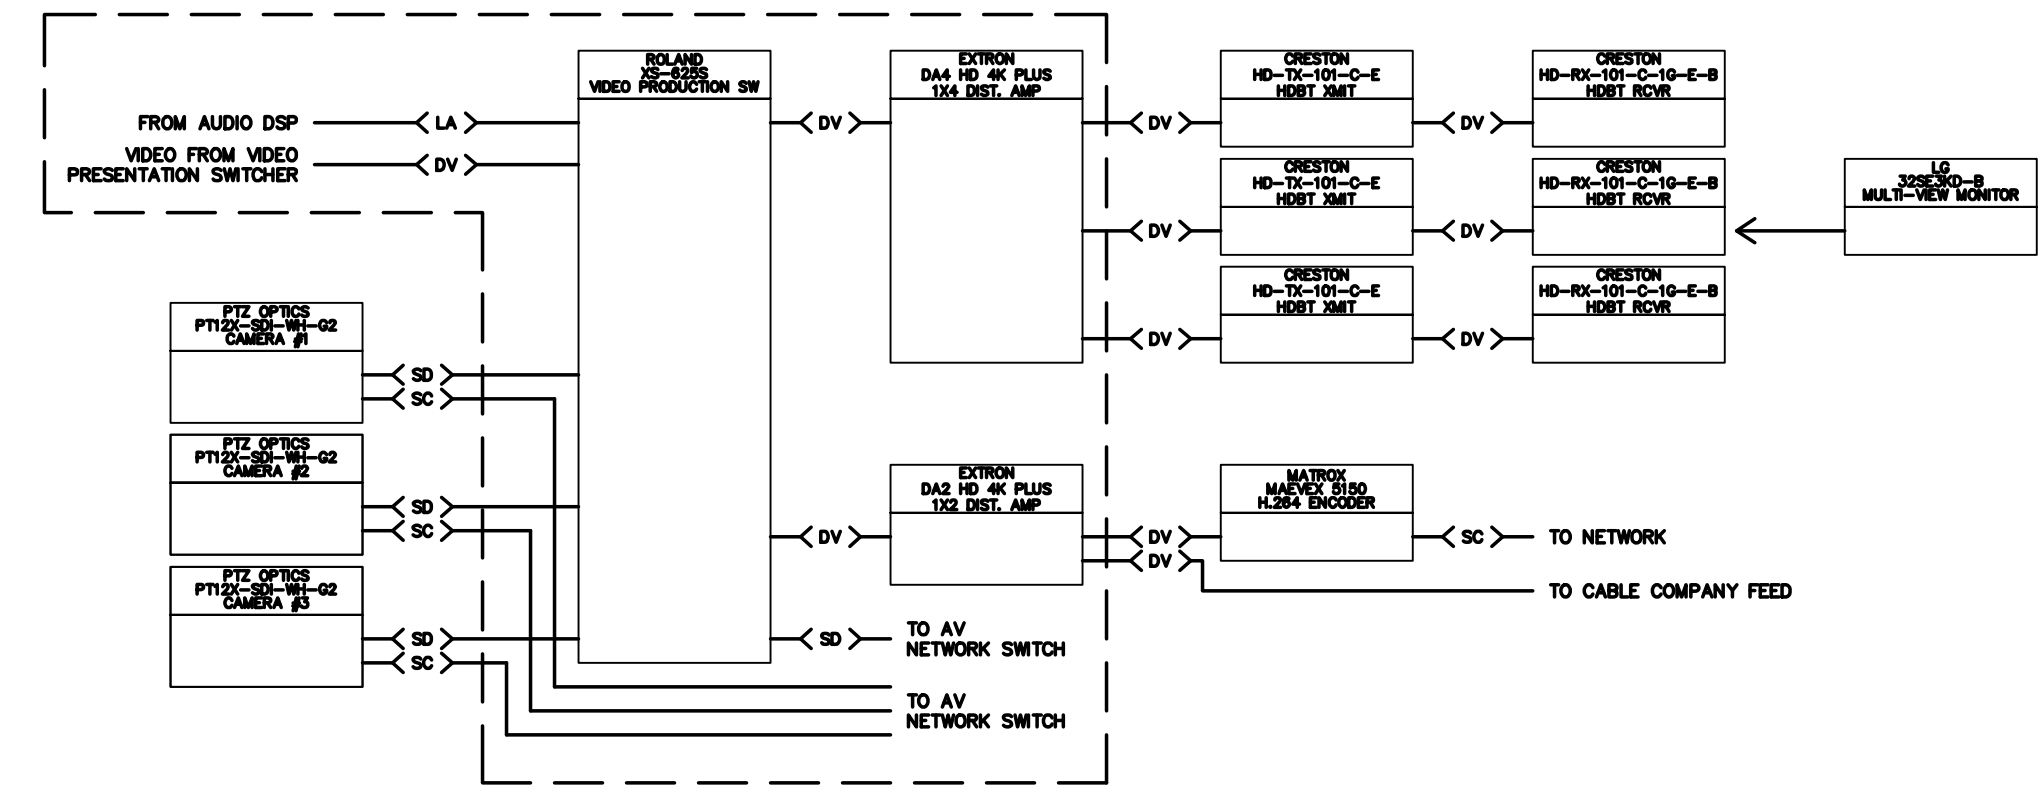 ROLAND
XS-625S
VIDEO PRODUCTION SW
EXTRON
DA4 HD 4K PLUS
1X4 DIST. AMP
CRESTON
HD-TX-101-C-E
HDBT XMIT
CRESTON
HD-RX-101-C-1G-E-B
HDBT RCVR
FROM AUDIO DSP
LA
DV
DV
DV
VIDEO FROM VIDEO
PRESENTATION SWITCHER
DV
CRESTON
HD-TX-101-C-E
HDBT XMIT
CRESTON
HD-RX-101-C-1G-E-B
HDBT RCVR
LG
32SE3KD-B
MULTI-VIEW MONITOR
DV
DV
CRESTON
HD-TX-101-C-E
HDBT XMIT
CRESTON
HD-RX-101-C-1G-E-B
HDBT RCVR
DV
DV
PTZ OPTICS
PT12X-SDI-WH-G2
CAMERA #1
SD
SC
PTZ OPTICS
PT12X-SDI-WH-G2
CAMERA #2
SD
SC
EXTRON
DA2 HD 4K PLUS
1X2 DIST. AMP
MATROX
MAEVEX 5150
H.264 ENCODER
DV
DV
SC
TO NETWORK
DV
TO CABLE COMPANY FEED
PTZ OPTICS
PT12X-SDI-WH-G2
CAMERA #3
SD
SC
SD
TO AV
NETWORK SWITCH
TO AV
NETWORK SWITCH